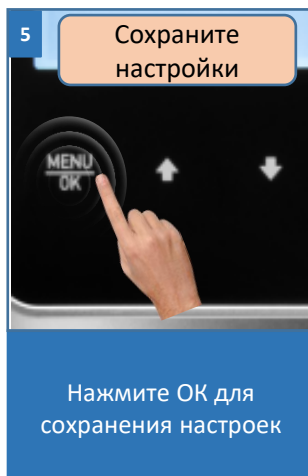 5
Сохраните
настройки
MENU
OK
Нажмите ОК для
сохранения настроек